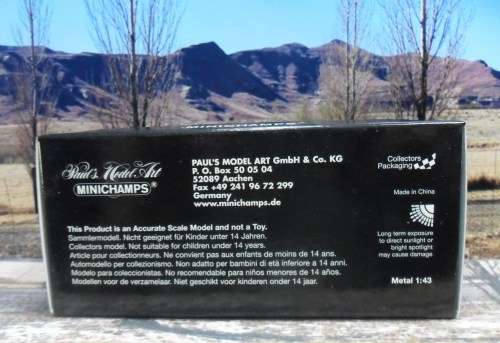 Paul's Model Art
MINICHAMPS®
PAUL'S MODEL ART GmbH & Co. KG
P. O. Box 50 05 04
52089 Aachen
Fax +49 241 96 72 299
Germany
www.minichamps.de
This Product is an Accurate Scale Model and not a Toy.
Sammlermodell. Nicht geeignet für Kinder unter 14 Jahren.
Collectors model. Not suitable for children under 14 years.
Article pour collectionneurs. Ne convient pas aux enfants de moins de 14 ans.
Automodello per collezionismo. Non adatto per bambini di età inferiore a 14 anni.
Modelo para coleccionistas. No recomendable para niños menores de 14 años.
Modellen voor de verzamelaar. Niet geschikt voor kinderen onder 14 jaar.
Collectors
Packaging
Made in China
Long term exposure
to direct sunlight or
bright spotlight
may cause damage
Metal 1:43